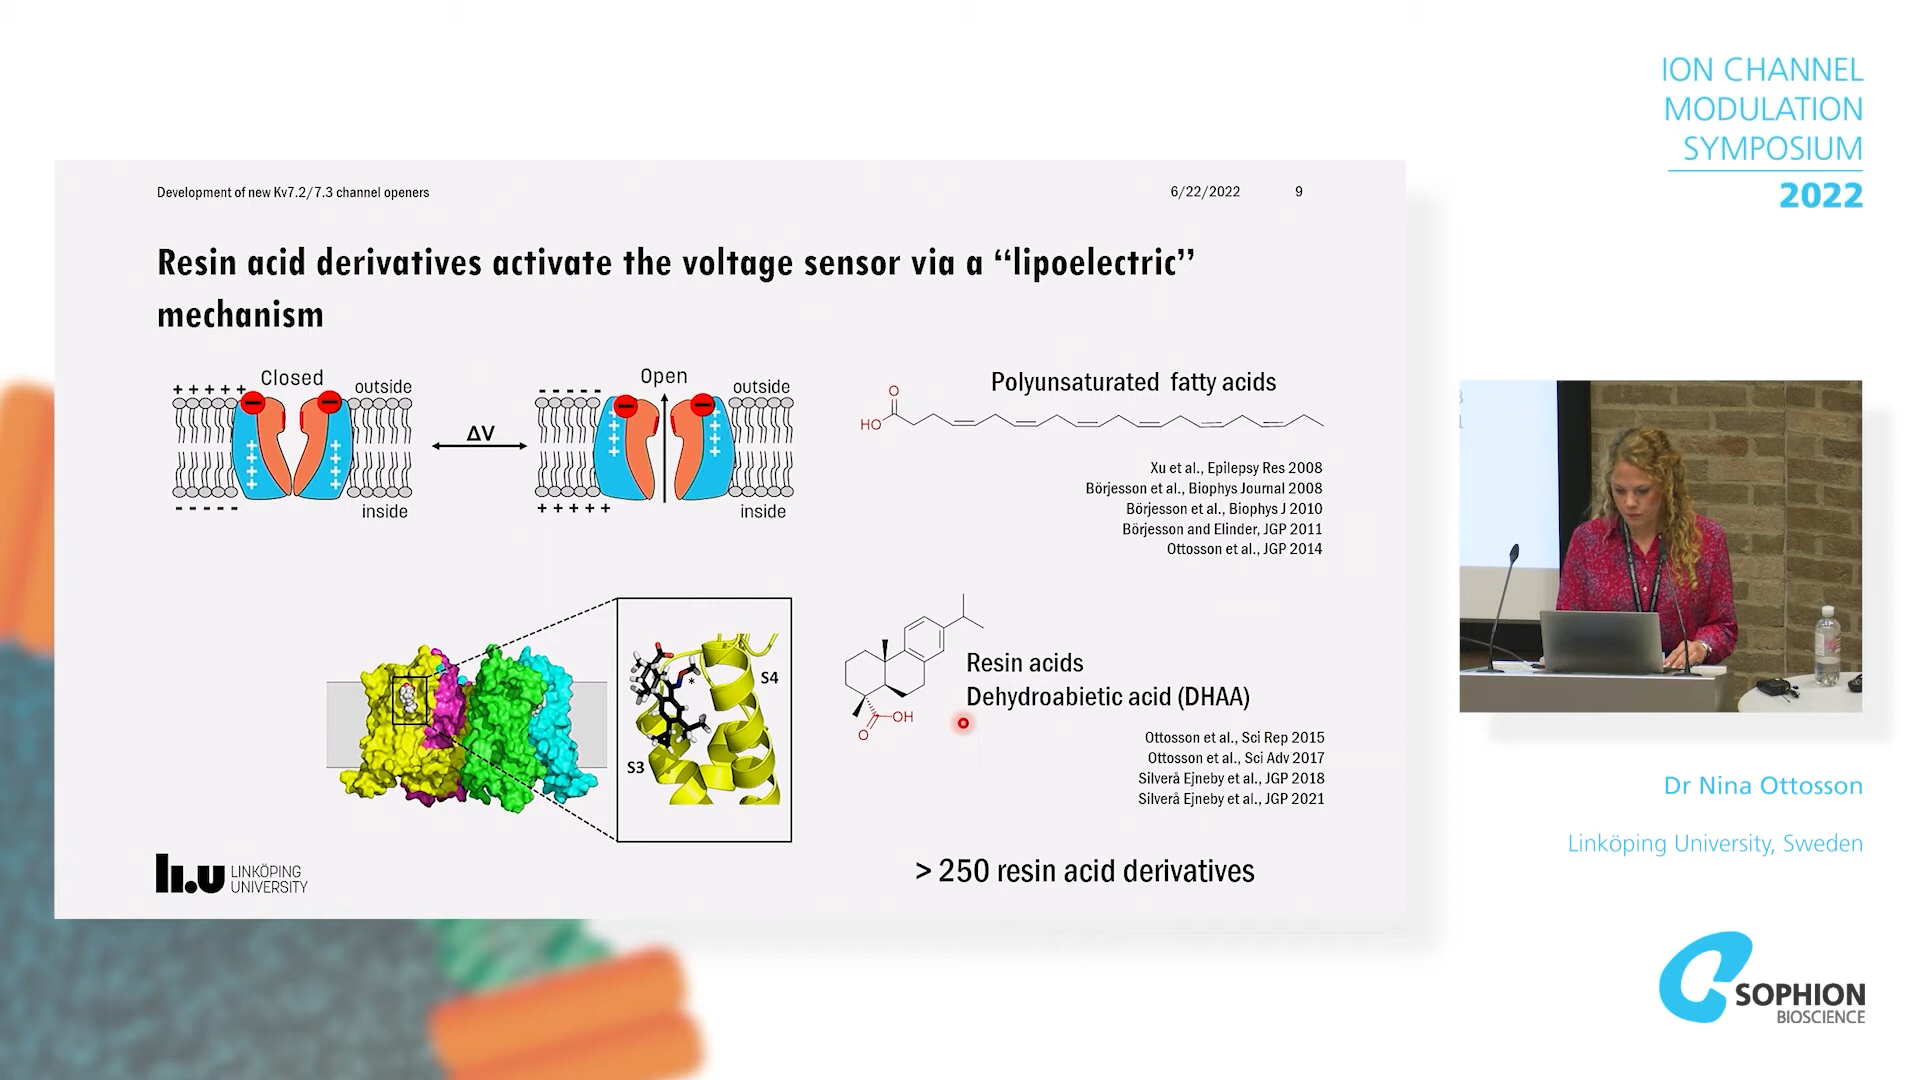 ION CHANNEL
MODULATION
SYMPOSIUM
2022
Development of new Kv7.2/7.3 channel openers
6/22/2022
9
Resin acid derivatives activate the voltage sensor via a “lipoelectric”
mechanism
+ + + + +
Closed
outside
- - - - -
inside
ΔV
- - - - -
Open
outside
+ + + + +
inside
Polyunsaturated fatty acids
O
HO
Xu et al., Epilepsy Res 2008
Börjesson et al., Biophys Journal 2008
Börjesson et al., Biophys J 2010
Börjesson and Elinder, JGP 2011
Ottosson et al., JGP 2014
S4
*
S3
Resin acids
Dehydroabietic acid (DHAA)
OH
O
Ottosson et al., Sci Rep 2015
Ottosson et al., Sci Adv 2017
Silverå Ejneby et al., JGP 2018
Silverå Ejneby et al., JGP 2021
> 250 resin acid derivatives
LINKÖPING
UNIVERSITY
Dr Nina Ottosson
Linköping University, Sweden
SOPHION
BIOSCIENCE